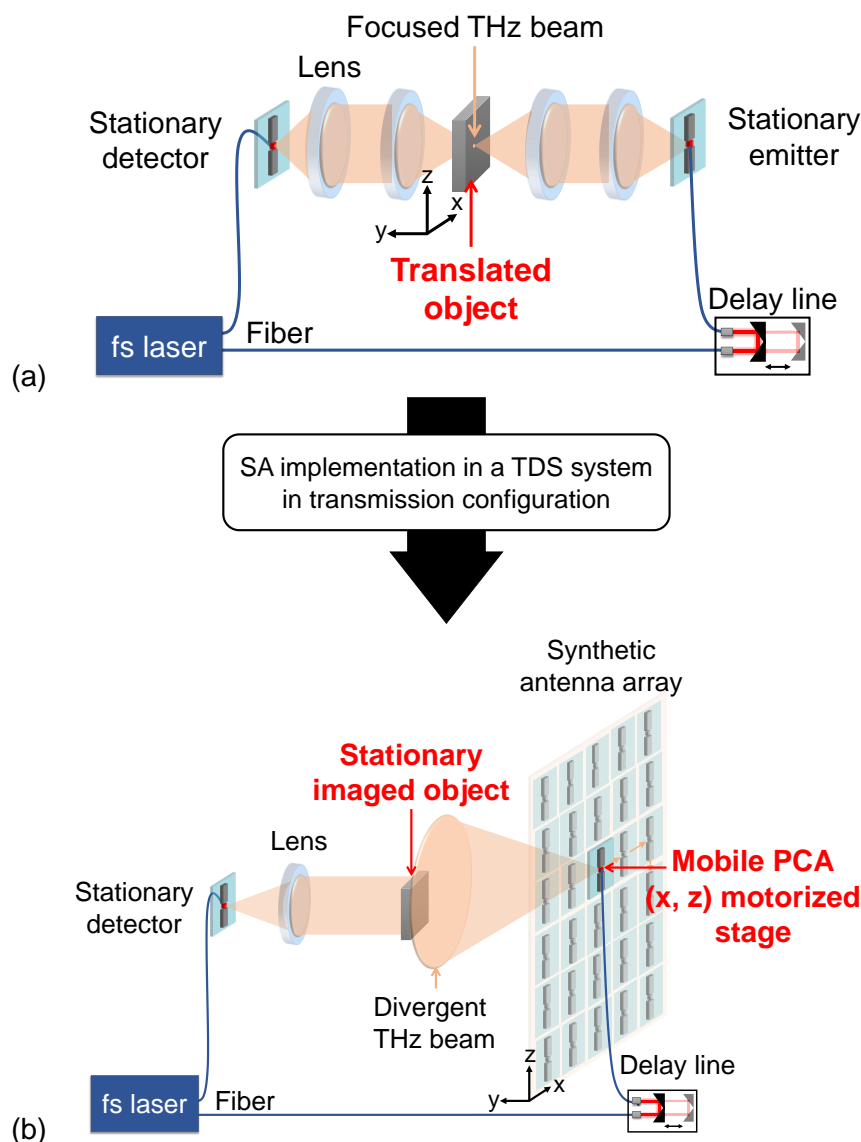 Focused THz beam
Lens
Stationary
detector
Stationary
emitter
z
x
y
Translated
object
Delay line
fs laser
Fiber
(a)
SA implementation in a TDS system
in transmission configuration
Synthetic
antenna array
Stationary
imaged object
Lens
Stationary
detector
Mobile PCA
(x, z) motorized
stage
Divergent
THz beam
z
x
y
Delay line
fs laser
Fiber
(b)